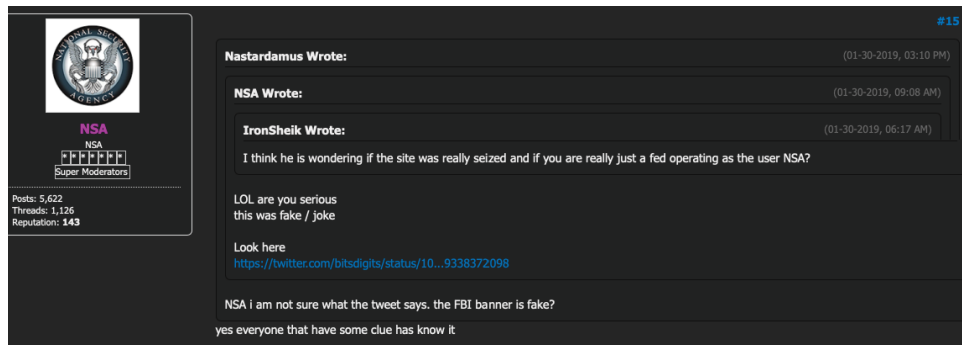 #15
NATIONAL SECURITY AGENCY
NSA
NSA
* * * * * * *
Super Moderators
Posts: 5,622
Threads: 1,126
Reputation: 143
Nastardamus Wrote: (01-30-2019, 03:10 PM)
NSA Wrote: (01-30-2019, 09:08 AM)
IronSheik Wrote: (01-30-2019, 06:17 AM)
I think he is wondering if the site was really seized and if you are really just a fed operating as the user NSA?
LOL are you serious
this was fake / joke
Look here
https://twitter.com/bitsdigits/status/10...9338372098
NSA i am not sure what the tweet says. the FBI banner is fake?
yes everyone that have some clue has know it